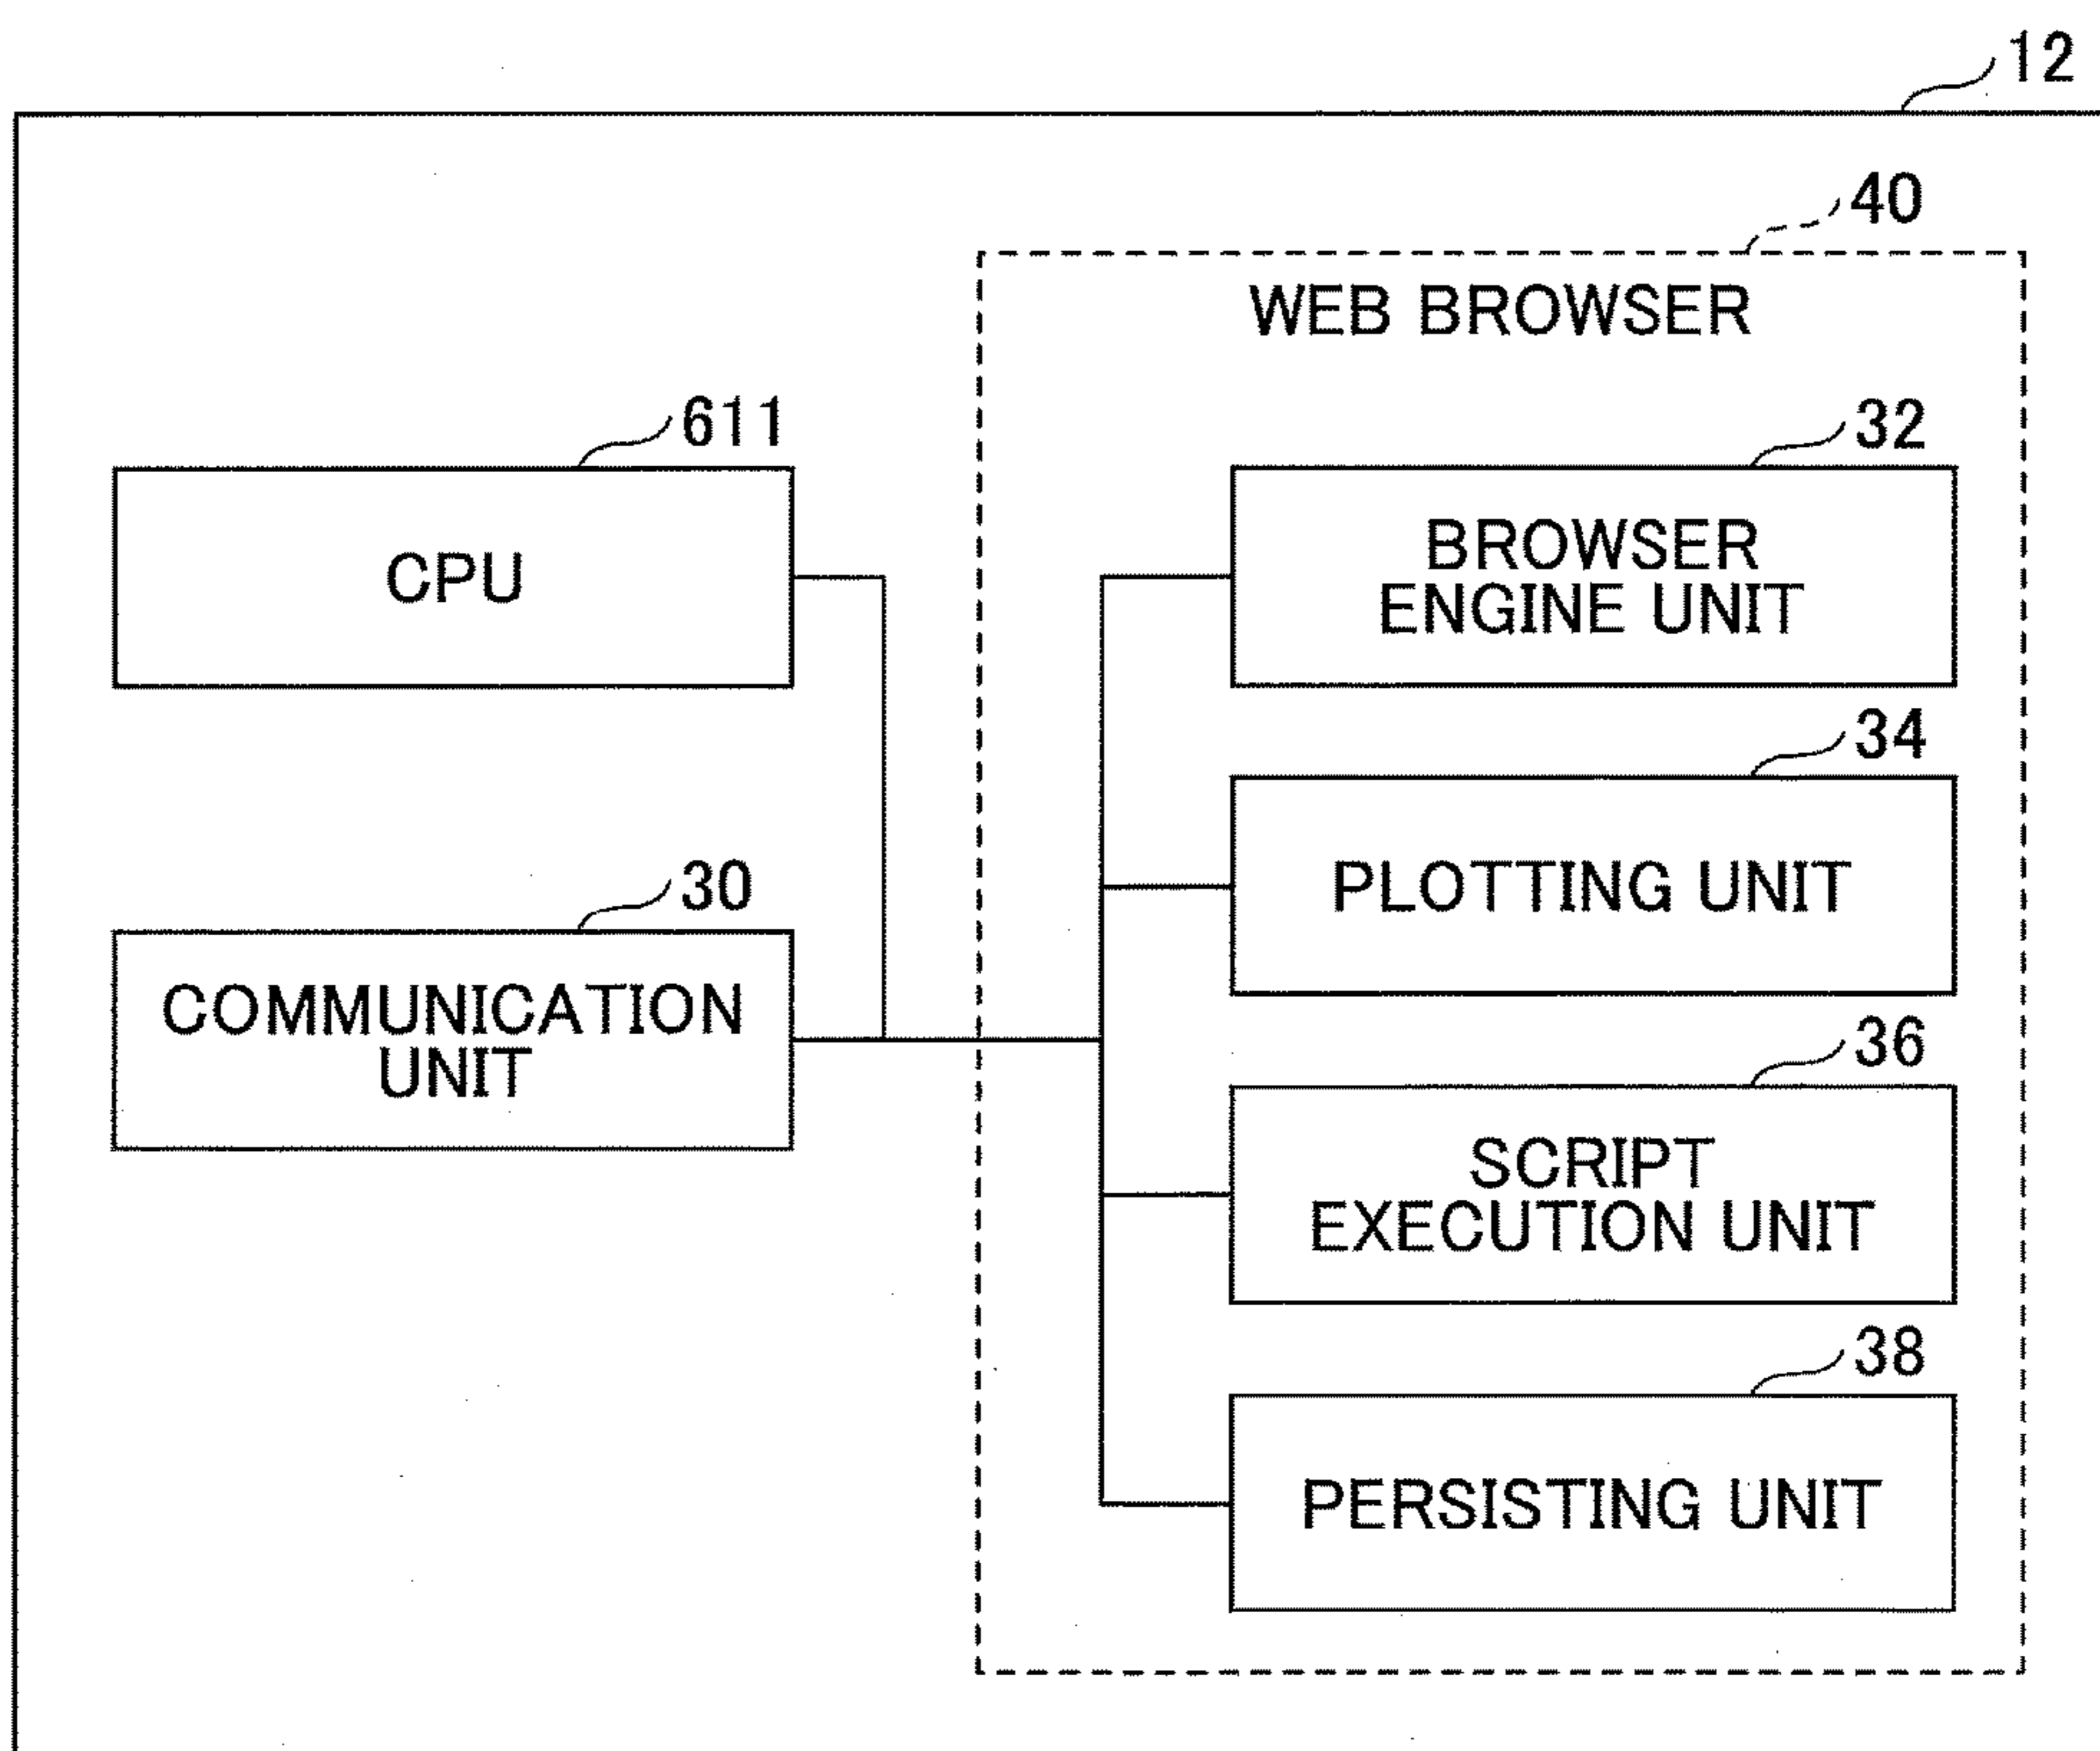 12
40
WEB BROWSER
611
CPU
32
BROWSER
ENGINE UNIT
34
PLOTTING UNIT
30
COMMUNICATION
UNIT
36
SCRIPT
EXECUTION UNIT
38
PERSISTING UNIT